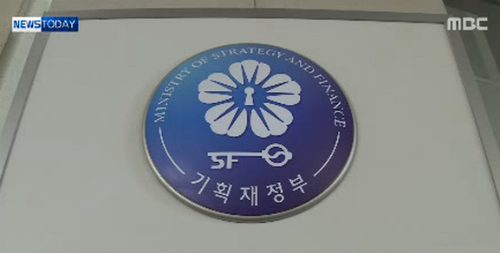 NEWSTODAY
MBC
MINISTRY OF STRATEGY AND FINANCE
SF
기획재정부